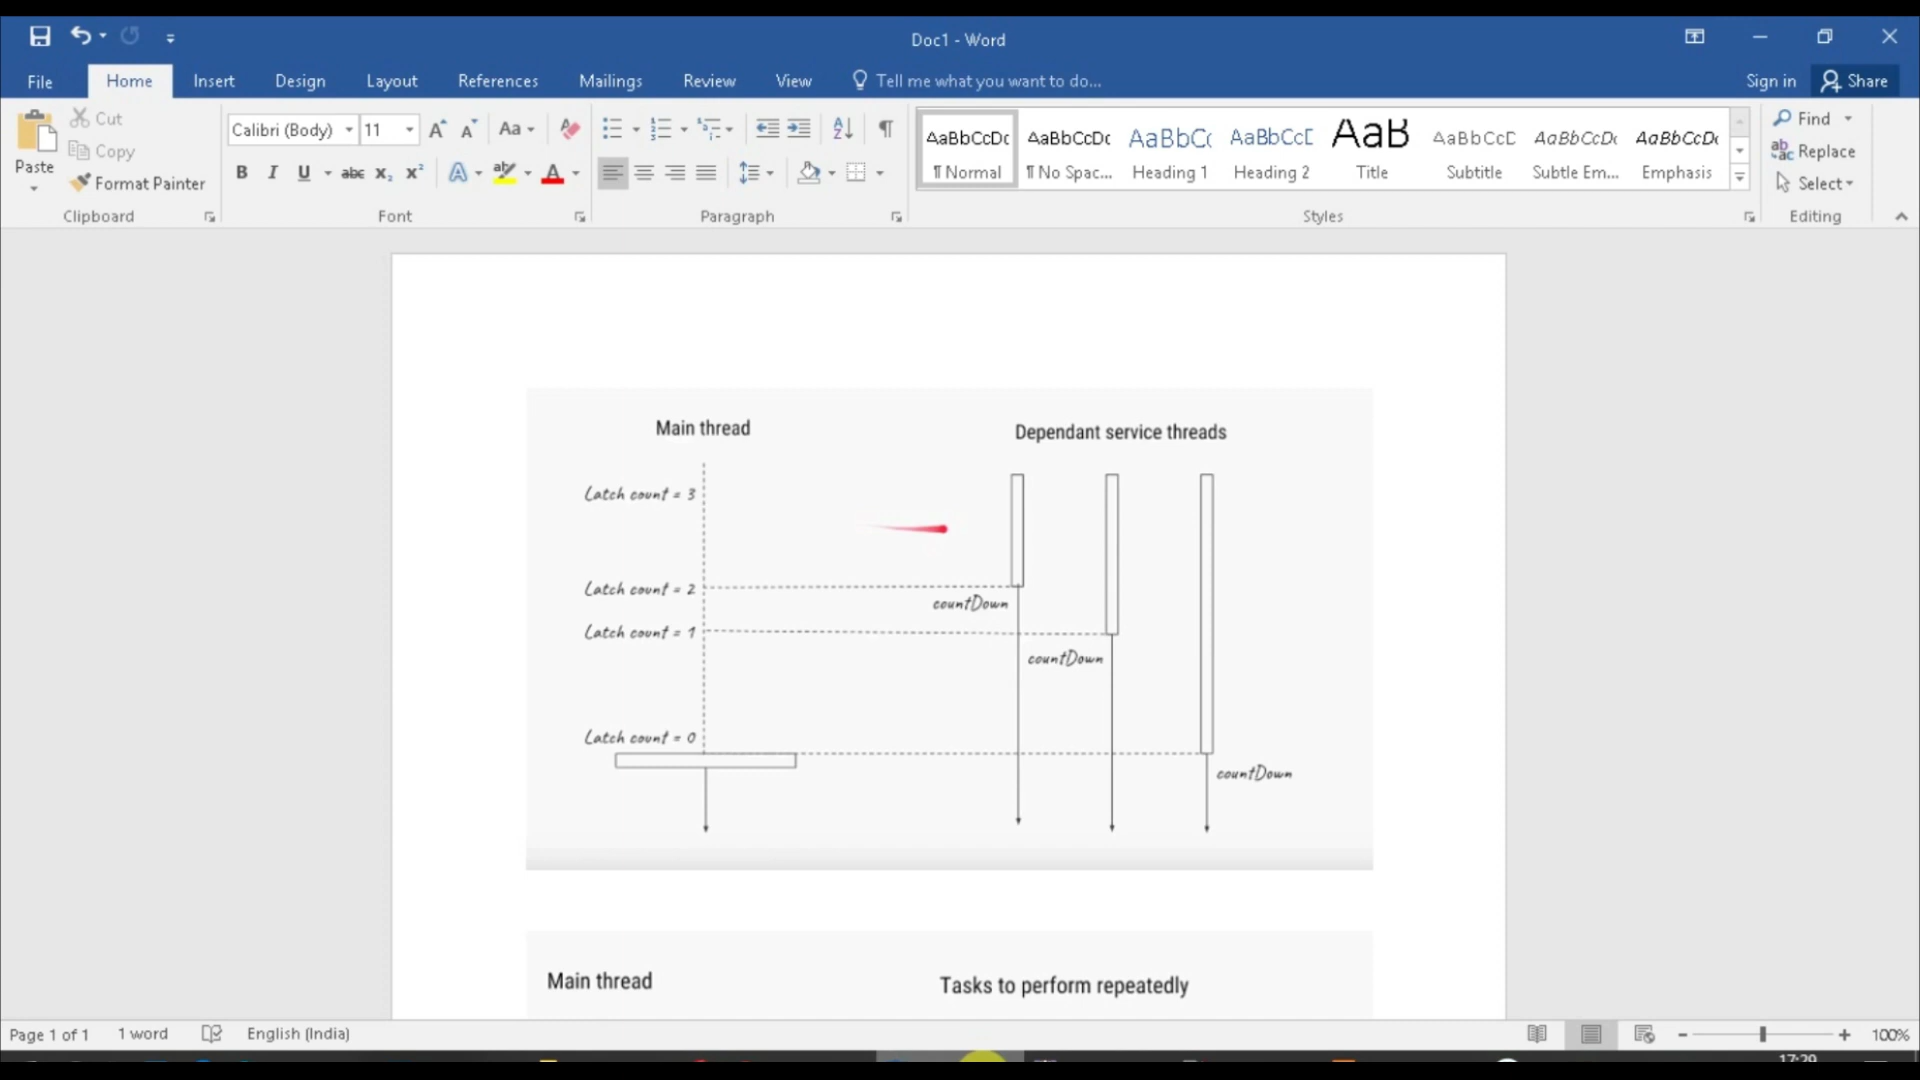 Doc1 - Word
File Home Insert Design Layout References Mailings Review View Tell me what you want to do... Sign in Share
Paste
Cut
Copy
Format Painter
Clipboard
Calibri (Body) 11
Font
Paragraph
AaBbCcDc AaBbCcDc AaBbC AaBbCcE AaB AaBbCcD AaBbCcDc AaBbCcDc
¶ Normal ¶ No Spac... Heading 1 Heading 2 Title Subtitle Subtle Em... Emphasis
Styles
Find
Replace
Select
Editing
Main thread
Dependant service threads
Latch count = 3
Latch count = 2
countDown
Latch count = 1
countDown
Latch count = 0
countDown
Main thread
Tasks to perform repeatedly
Page 1 of 1 1 word English (India) 100%
17:29